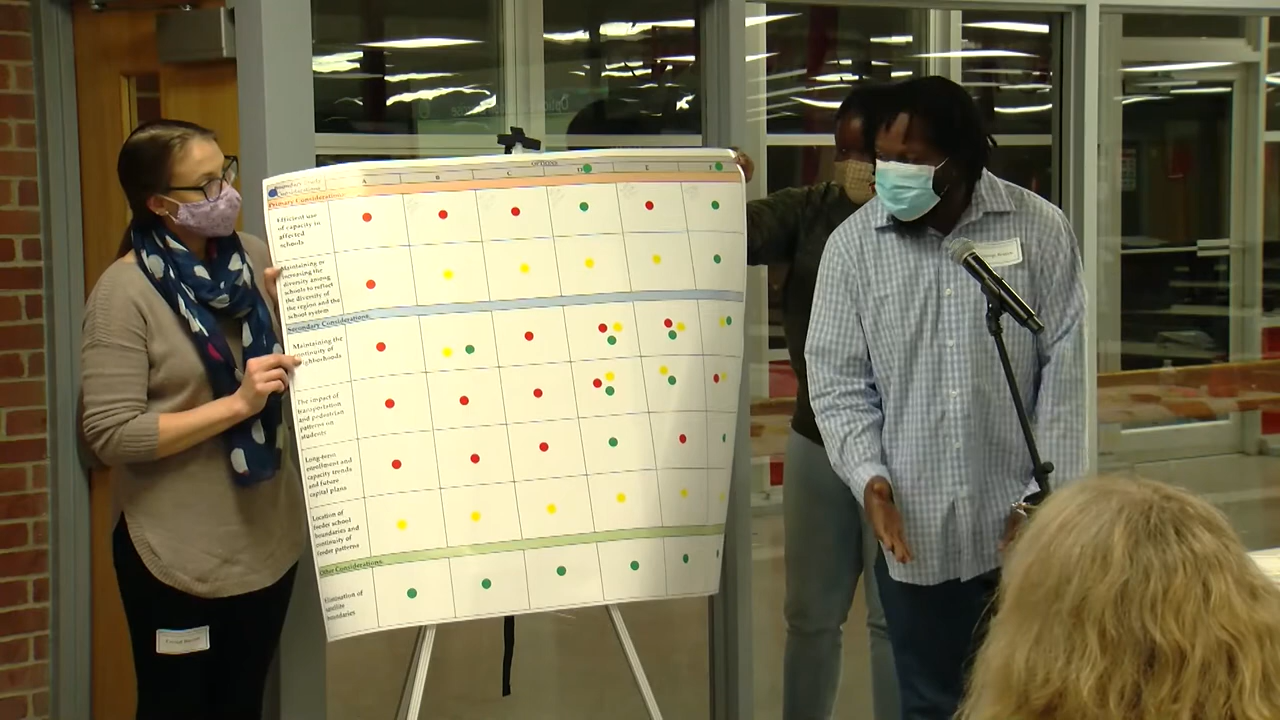 OPTIONS
Boundary Study
Considerations
A
B
C
D
E
F
Primary Considerations
Efficient use
of capacity in
affected
schools
Maintaining or
increasing the
diversity among
schools to reflect
the diversity of
the region and the
school system
Secondary Considerations
Maintaining the
continuity of
neighborhoods
The impact of
transportation
and pedestrian
patterns on
students
Long-term
enrollment and
capacity trends
and future
capital plans
Location of
feeder school
boundaries and
continuity of
feeder patterns
Other Considerations
Elimination of
satellite
boundaries